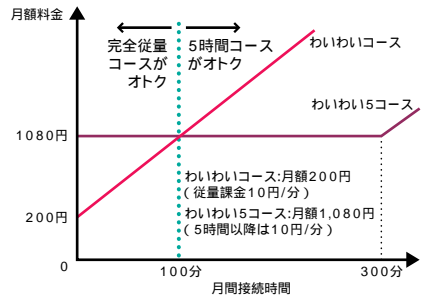 月額料金
完全従量
コースが
オトク
5時間コース
がオトク
わいわいコース
わいわい5コース
1080円
わいわいコース:月額200円
(従量課金10円/分)
わいわい5コース:月額1,080円
(5時間以降は10円/分)
200円
0
100分
300分
月間接続時間